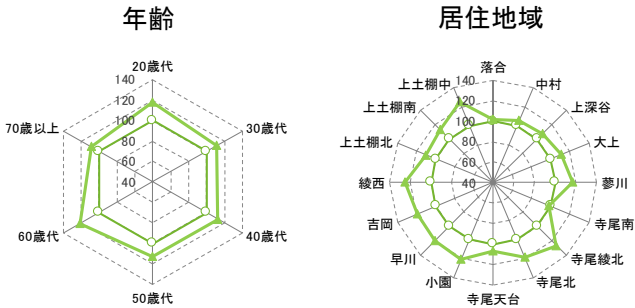 年齢
居住地域
20歳代
30歳代
40歳代
50歳代
60歳代
70歳以上
140
120
100
80
60
40
落合
中村
上深谷
大上
蓼川
寺尾南
寺尾綾北
寺尾北
寺尾天台
小園
早川
吉岡
綾西
上土棚北
上土棚南
上土棚中
140
120
100
80
60
40